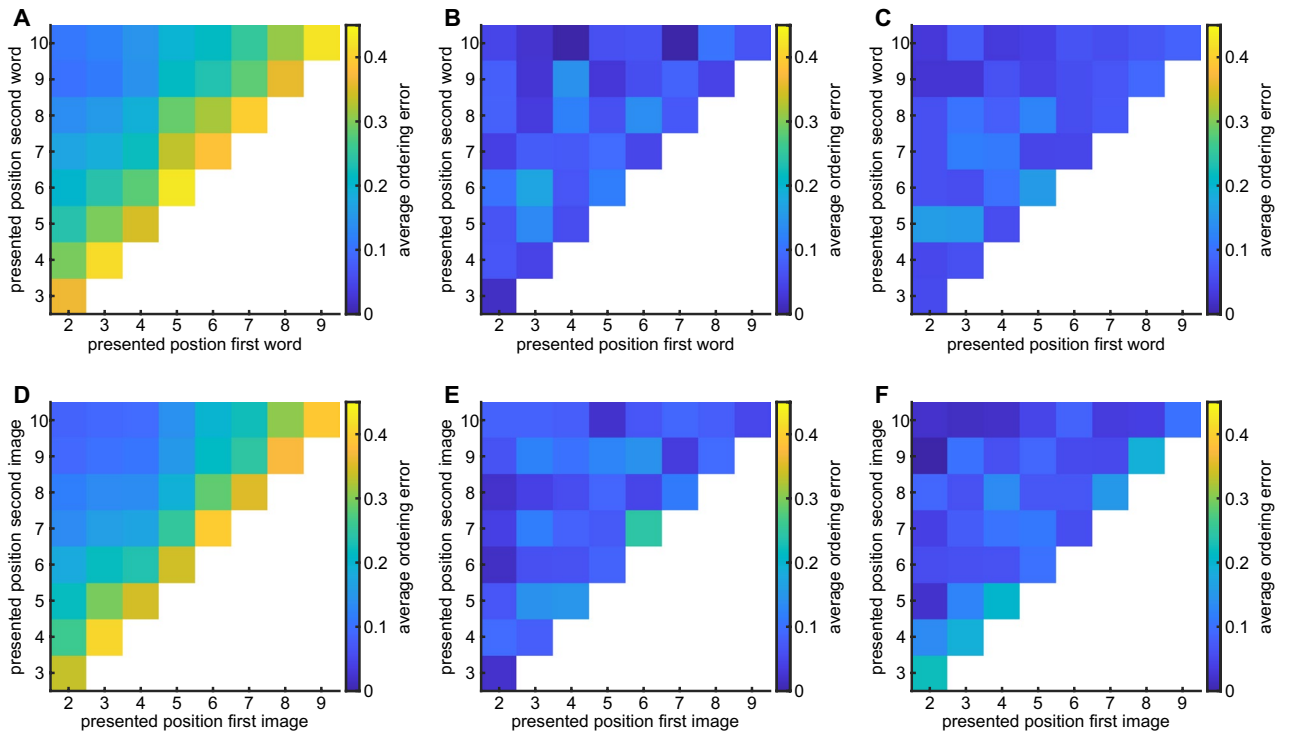 A
presented position second word
10
9
8
7
6
5
4
3
2 3 4 5 6 7 8 9
presented postion first word
0.4
0.3
0.2
0.1
0
average ordering error
B
presented position second word
10
9
8
7
6
5
4
3
2 3 4 5 6 7 8 9
presented position first word
0.4
0.3
0.2
0.1
0
average ordering error
C
presented position second word
10
9
8
7
6
5
4
3
2 3 4 5 6 7 8 9
presented position first word
0.4
0.3
0.2
0.1
0
average ordering error
D
presented position second image
10
9
8
7
6
5
4
3
2 3 4 5 6 7 8 9
presented position first image
0.4
0.3
0.2
0.1
0
average ordering error
E
presented position second image
10
9
8
7
6
5
4
3
2 3 4 5 6 7 8 9
presented position first image
0.4
0.3
0.2
0.1
0
average ordering error
F
presented position second image
10
9
8
7
6
5
4
3
2 3 4 5 6 7 8 9
presented position first image
0.4
0.3
0.2
0.1
0
average ordering error